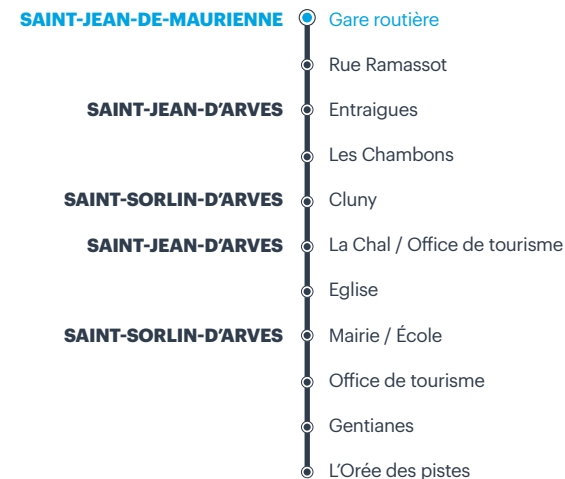 SAINT-JEAN-DE-MAURIENNE Gare routière
Rue Ramassot
SAINT-JEAN-D'ARVES Entraigues
Les Chambons
SAINT-SORLIN-D'ARVES Cluny
SAINT-JEAN-D'ARVES La Chal / Office de tourisme
Eglise
SAINT-SORLIN-D'ARVES Mairie / École
Office de tourisme
Gentianes
L'Orée des pistes